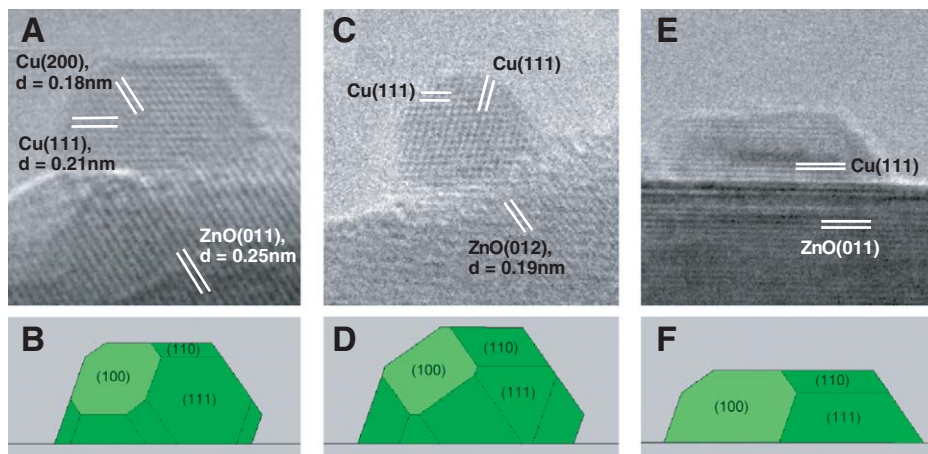 A
Cu(200),
d = 0.18nm
Cu(111),
d = 0.21nm
ZnO(011),
d = 0.25nm
C
Cu(111)
Cu(111)
ZnO(012),
d = 0.19nm
E
Cu(111)
ZnO(011)
B
(110)
(100)
(111)
D
(110)
(100)
(111)
F
(110)
(100)
(111)